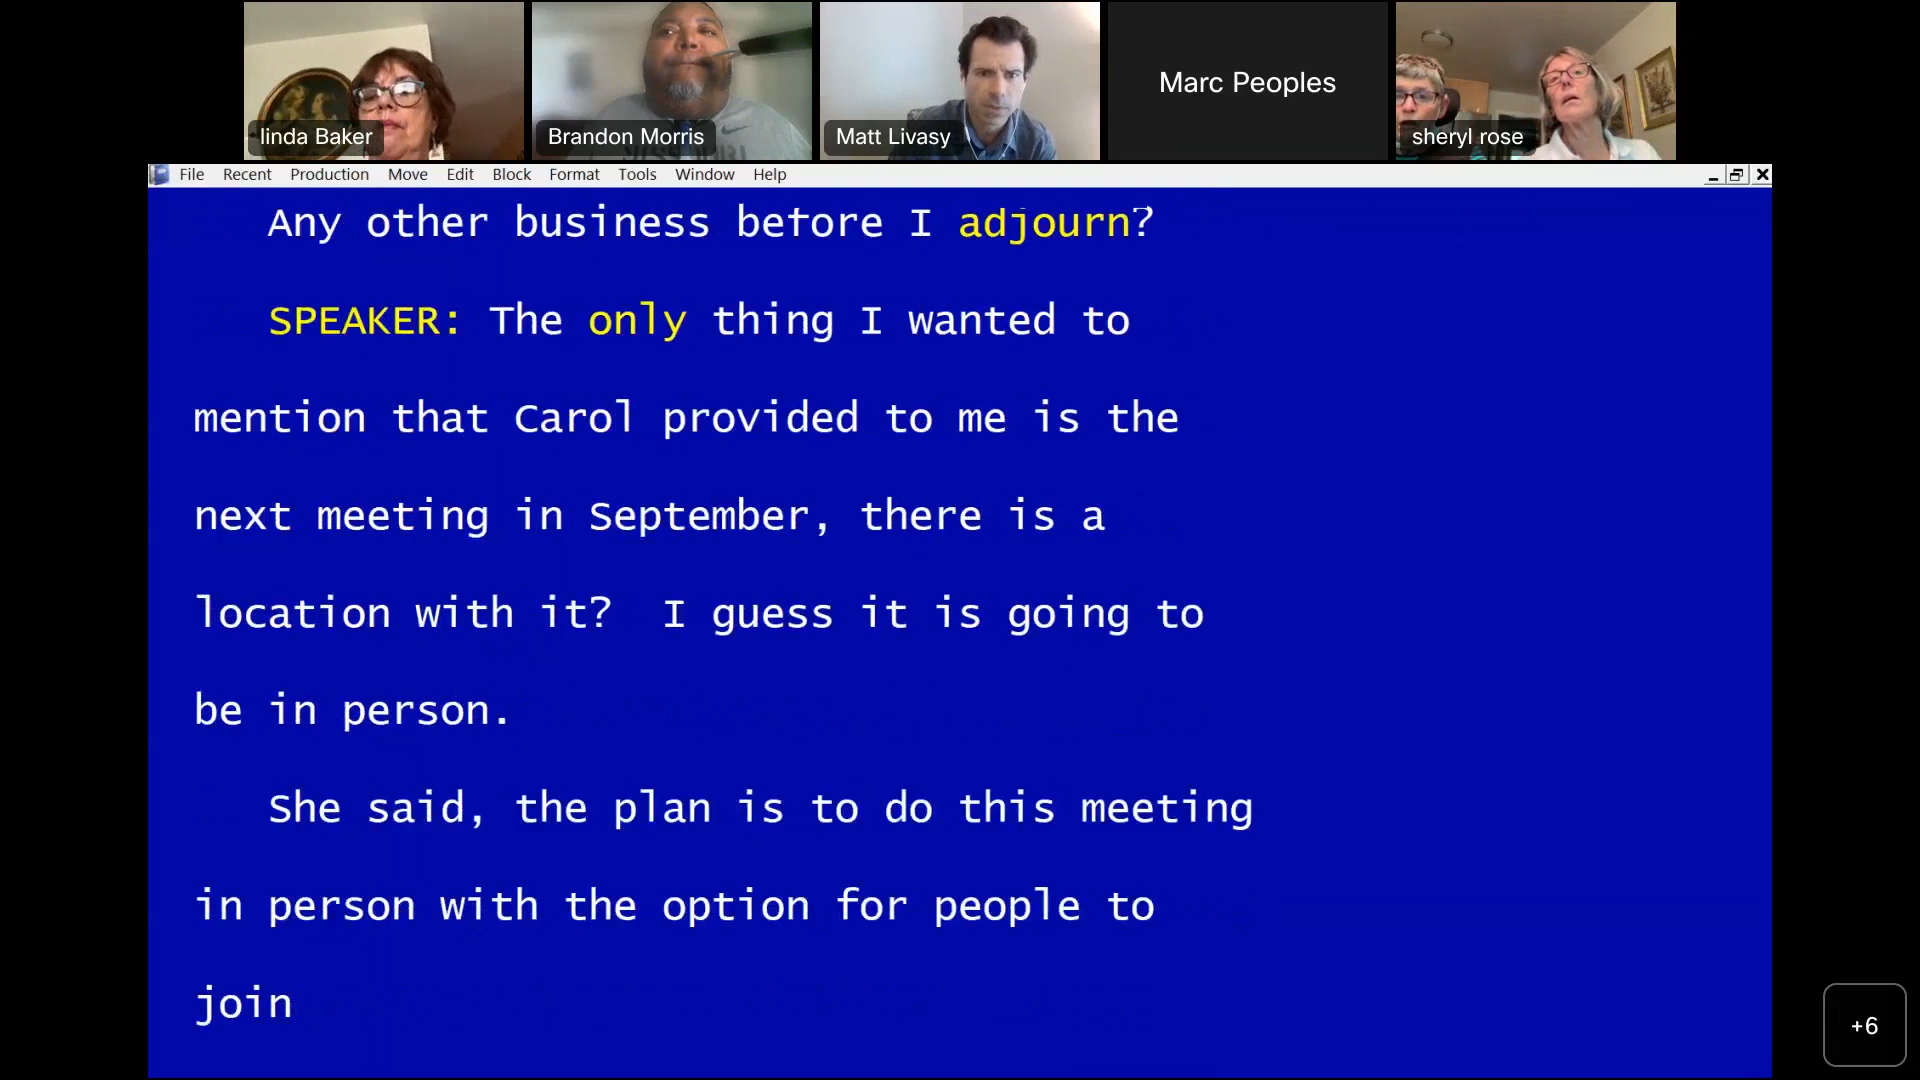 linda Baker
Brandon Morris
Matt Livasy
Marc Peoples
sheryl rose
File Recent Production Move Edit Block Format Tools Window Help
Any other business before I adjourn?
SPEAKER: The only thing I wanted to
mention that Carol provided to me is the
next meeting in September, there is a
location with it?  I guess it is going to
be in person.
She said, the plan is to do this meeting
in person with the option for people to
join
+6